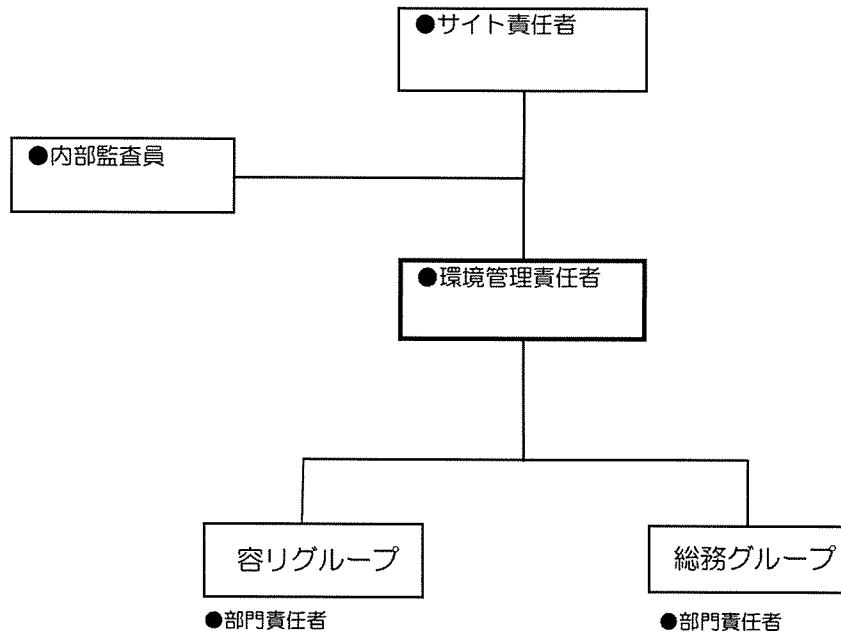 ●サイト責任者
●内部監査員
●環境管理責任者
容リグループ
総務グループ
●部門責任者
●部門責任者